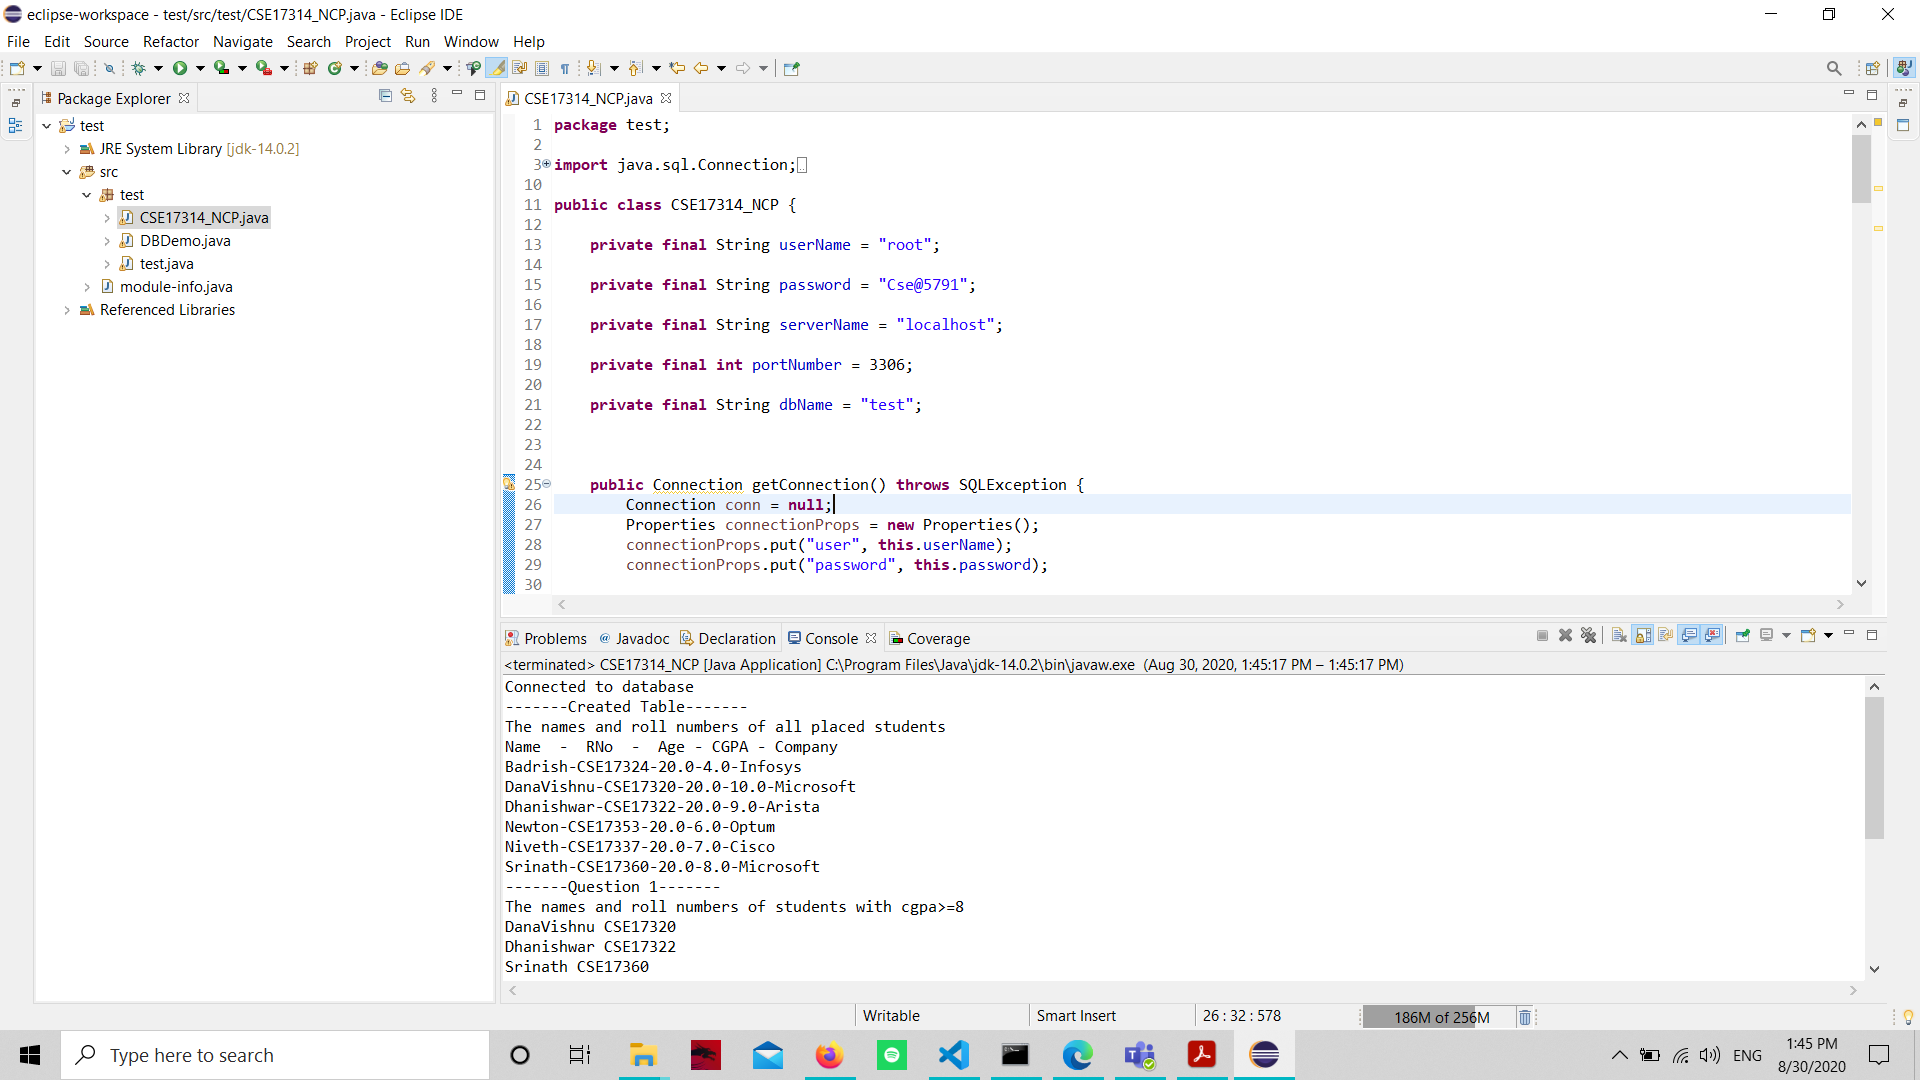 eclipse-workspace - test/src/test/CSE17314_NCP.java - Eclipse IDE
File Edit Source Refactor Navigate Search Project Run Window Help
Package Explorer
test
JRE System Library [jdk-14.0.2]
src
test
CSE17314_NCP.java
DBDemo.java
test.java
module-info.java
Referenced Libraries
CSE17314_NCP.java
1 package test;
2
3 import java.sql.Connection;
10
11 public class CSE17314_NCP {
12
13 private final String userName = "root";
14
15 private final String password = "Cse@5791";
16
17 private final String serverName = "localhost";
18
19 private final int portNumber = 3306;
20
21 private final String dbName = "test";
22
23
24
25 public Connection getConnection() throws SQLException {
26 Connection conn = null;
27 Properties connectionProps = new Properties();
28 connectionProps.put("user", this.userName);
29 connectionProps.put("password", this.password);
30
Problems Javadoc Declaration Console Coverage
<terminated> CSE17314_NCP [Java Application] C:\Program Files\Java\jdk-14.0.2\bin\javaw.exe (Aug 30, 2020, 1:45:17 PM – 1:45:17 PM)
Connected to database
-------Created Table-------
The names and roll numbers of all placed students
Name - RNo - Age - CGPA - Company
Badrish-CSE17324-20.0-4.0-Infosys
DanaVishnu-CSE17320-20.0-10.0-Microsoft
Dhanishwar-CSE17322-20.0-9.0-Arista
Newton-CSE17353-20.0-6.0-Optum
Niveth-CSE17337-20.0-7.0-Cisco
Srinath-CSE17360-20.0-8.0-Microsoft
-------Question 1-------
The names and roll numbers of students with cgpa>=8
DanaVishnu CSE17320
Dhanishwar CSE17322
Srinath CSE17360
Writable Smart Insert 26 : 32 : 578 186M of 256M
Type here to search
ENG 1:45 PM
8/30/2020